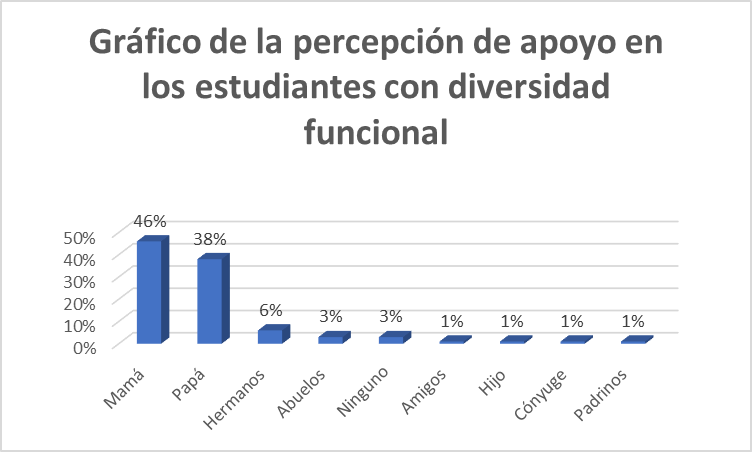 Gráfico de la percepción de apoyo en
los estudiantes con diversidad
funcional
50%
40%
30%
20%
10%
0%
46%
38%
6%
3%
3%
1%
1%
1%
1%
Mamá
Papá
Hermanos
Abuelos
Ninguno
Amigos
Hijo
Cónyuge
Padrinos